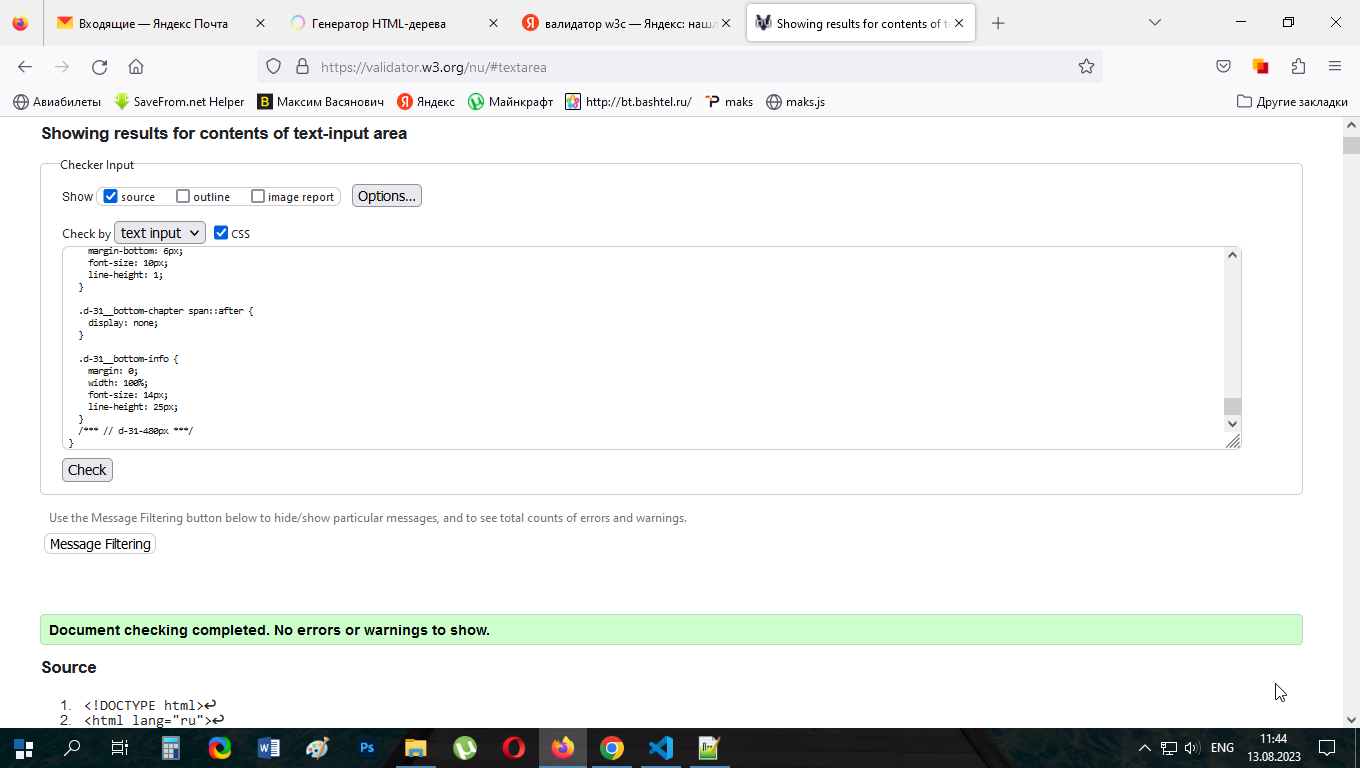 Входящие — Яндекс Почта
Генератор HTML-дерева
валидатор w3c — Яндекс: нашл
Showing results for contents of te
https://validator.w3.org/nu/#textarea
Авиабилеты
SaveFrom.net Helper
Максим Васянович
Яндекс
Майнкрафт
http://bt.bashtel.ru/
maks
maks.js
Другие закладки
Showing results for contents of text-input area
Checker Input
Show source outline image report Options...
Check by text input CSS
margin-bottom: 6px;
font-size: 10px;
line-height: 1;
}
.d-31__bottom-chapter span::after {
display: none;
}
.d-31__bottom-info {
margin: 0;
width: 100%;
font-size: 14px;
line-height: 25px;
}
/*** // d-31-480px ***/
}
Check
Use the Message Filtering button below to hide/show particular messages, and to see total counts of errors and warnings.
Message Filtering
Document checking completed. No errors or warnings to show.
Source
1. <!DOCTYPE html>↩
2. <html lang="ru">↩
ENG
11:44
13.08.2023